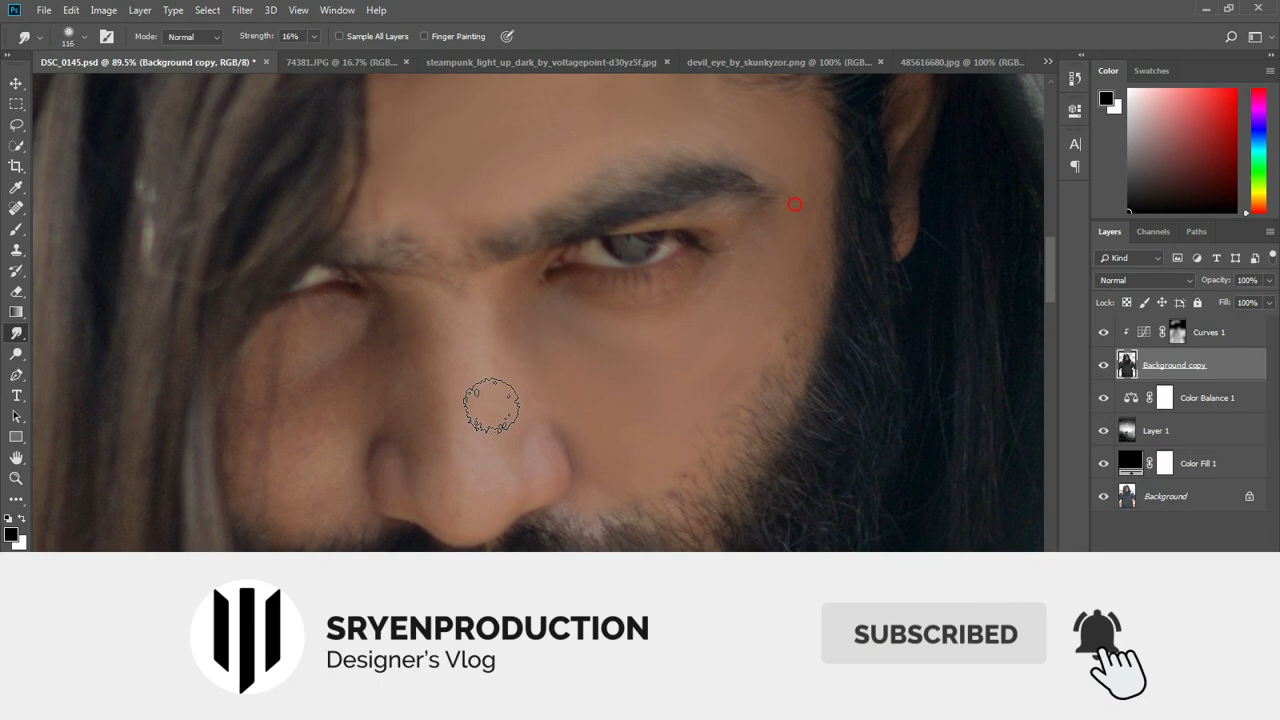 Ps File Edit Image Layer Type Select Filter 3D View Window Help
116 Mode: Normal Strength: 16% Sample All Layers Finger Painting
DSC_0145.psd @ 89.5% (Background copy, RGB/8) * × 74381.JPG @ 16.7% (RGB... × steampunk_light_up_dark_by_voltagepoint-d30yz5f.jpg × devil_eye_by_skunkyzor.png @ 100% (RGB... × 485616680.jpg @ 100% (RGB...
Color Swatches
Layers Channels Paths
Kind
Normal Opacity: 100%
Lock: Fill: 100%
Curves 1
Background copy
Color Balance 1
Layer 1
Color Fill 1
Background
SRYENPRODUCTION
Designer's Vlog
SUBSCRIBED